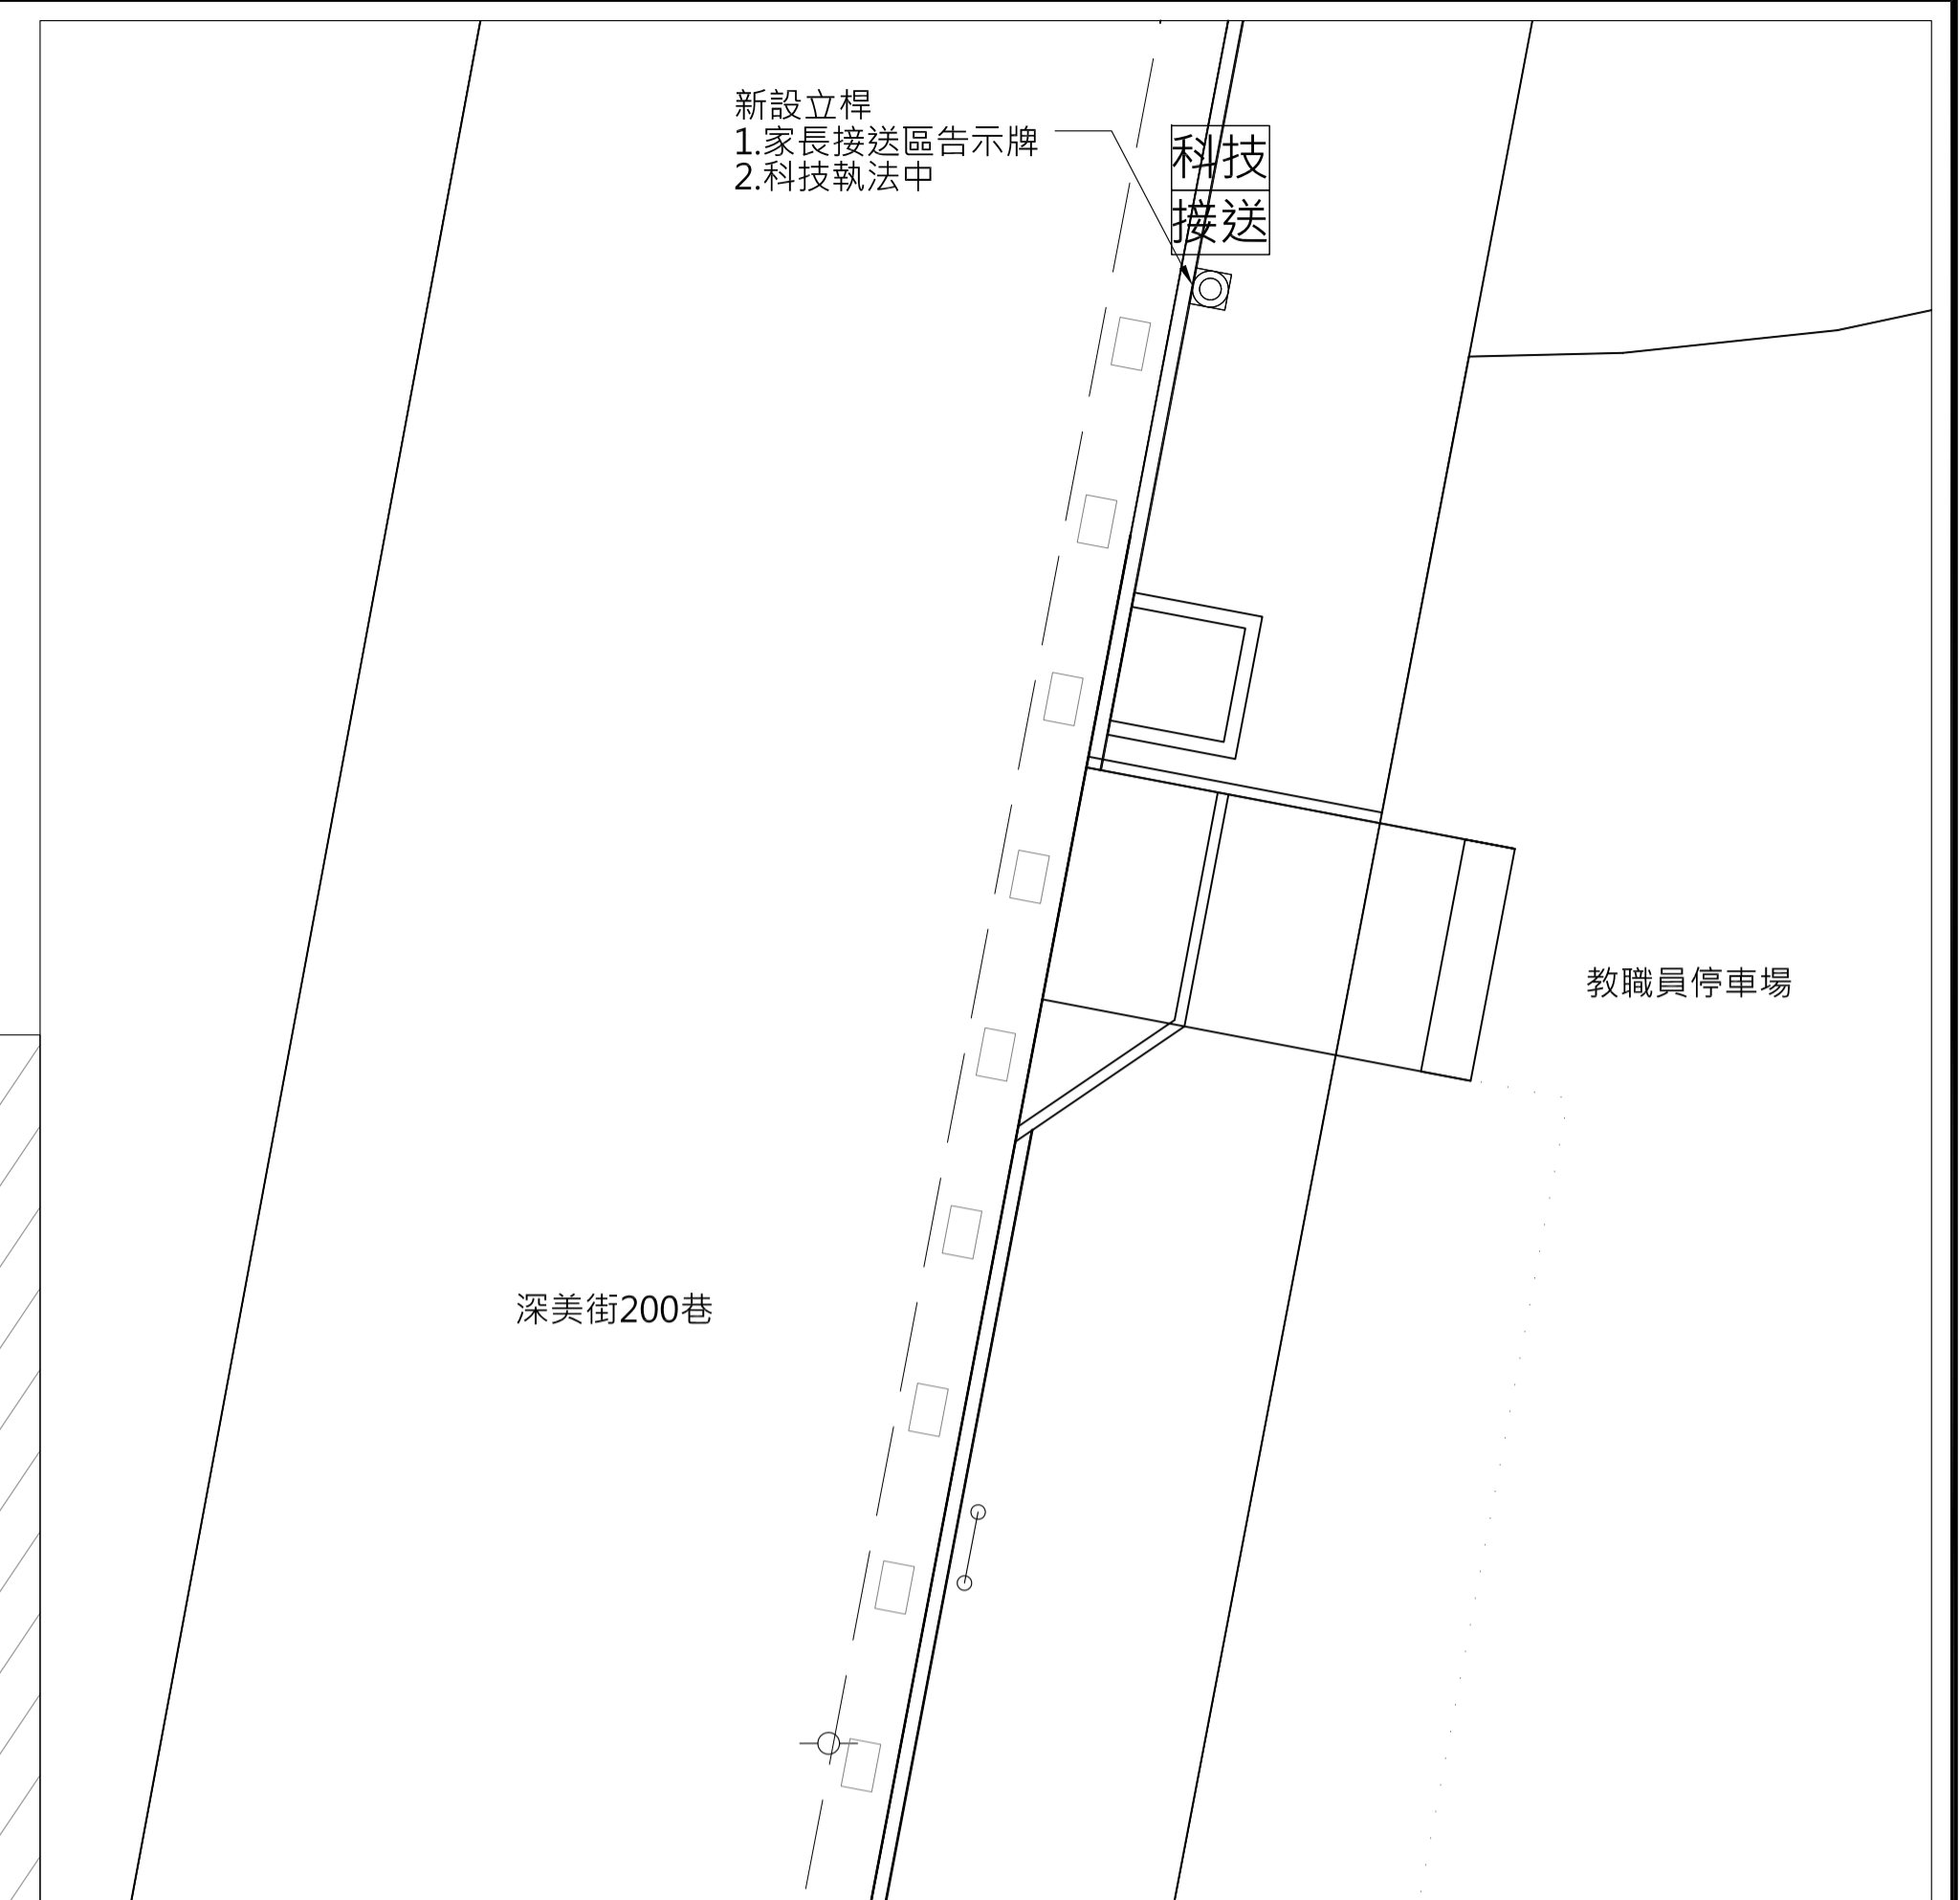 新設立桿
1.家長接送區告示牌
2.科技執法中
科技
接送
教職員停車場
深美街200巷